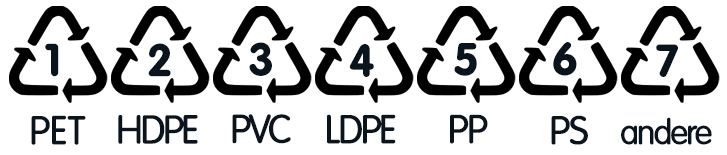 1 2 3 4 5 6 7
PET HDPE PVC LDPE PP PS andere